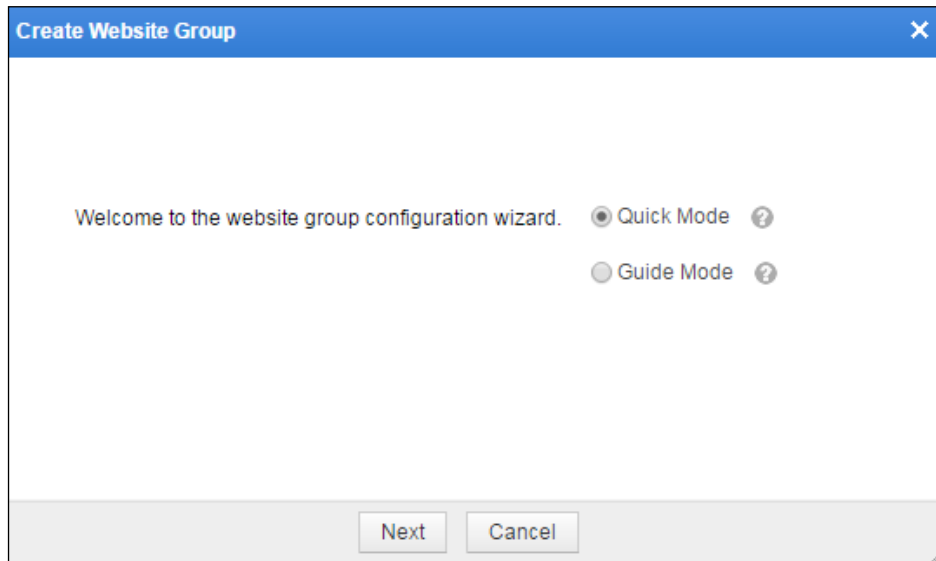 Create Website Group
Welcome to the website group configuration wizard. Quick Mode
Guide Mode
Next Cancel